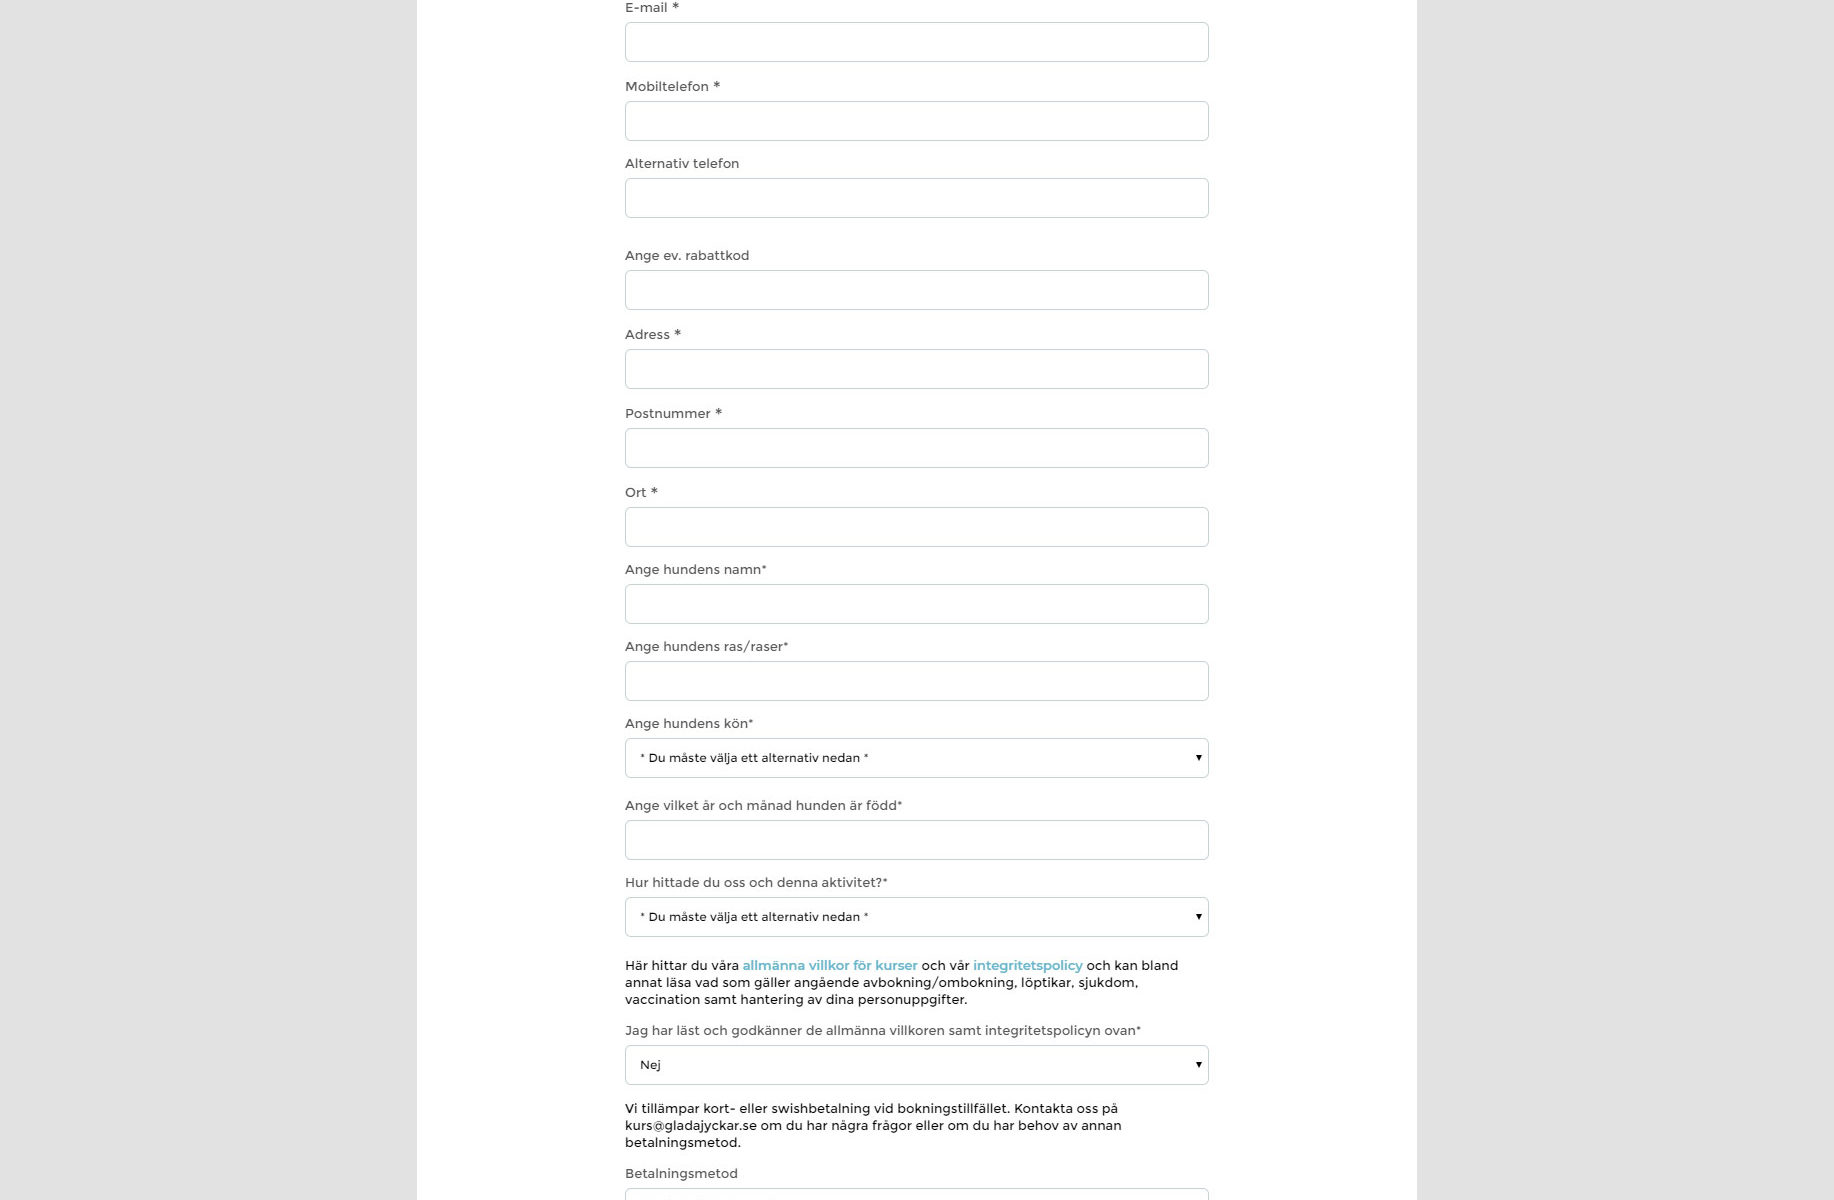 E-mail *
Mobiltelefon *
Alternativ telefon
Ange ev. rabattkod
Adress *
Postnummer *
Ort *
Ange hundens namn*
Ange hundens ras/raser*
Ange hundens kön*
* Du måste välja ett alternativ nedan *
Ange vilket år och månad hunden är född*
Hur hittade du oss och denna aktivitet?*
* Du måste välja ett alternativ nedan *
Här hittar du våra allmänna villkor för kurser och vår integritetspolicy och kan bland
annat läsa vad som gäller angående avbokning/ombokning, löptikar, sjukdom,
vaccination samt hantering av dina personuppgifter.
Jag har läst och godkänner de allmänna villkoren samt integritetspolicyn ovan*
Nej
Vi tillämpar kort- eller swishbetalning vid bokningstillfället. Kontakta oss på
kurs@gladajyckar.se om du har några frågor eller om du har behov av annan
betalningsmetod.
Betalningsmetod